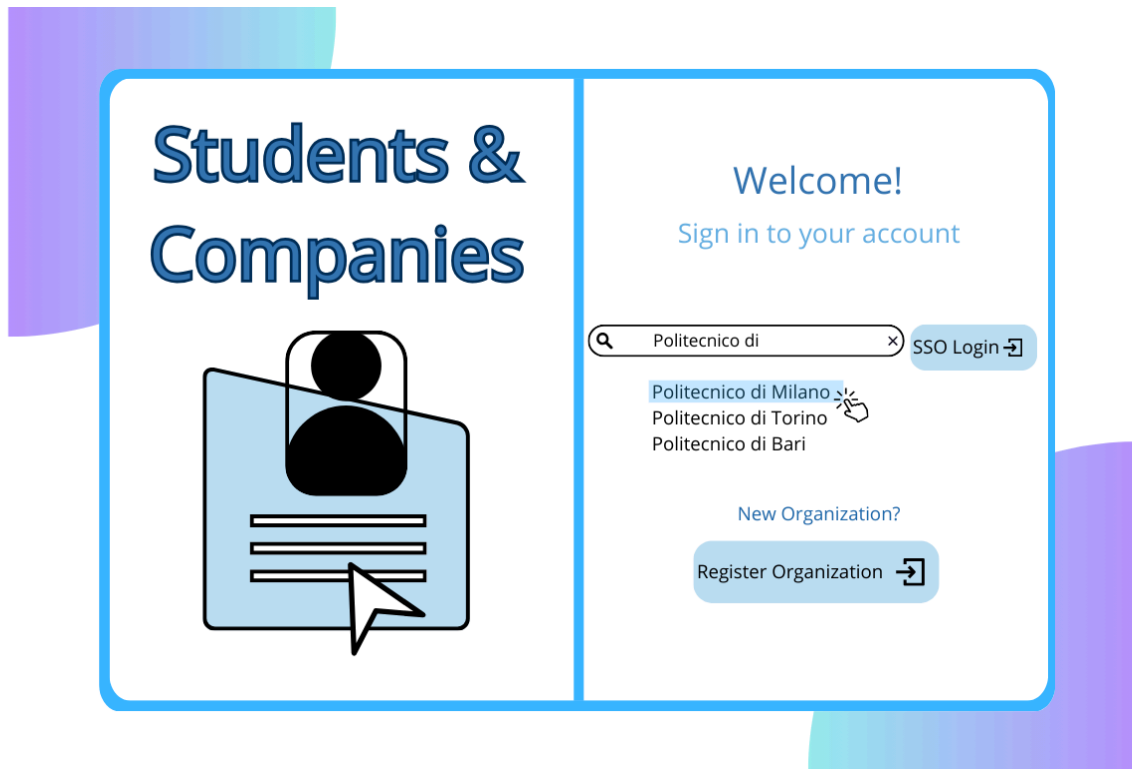 Students &
Companies
Welcome!
Sign in to your account
Politecnico di
SSO Login
Politecnico di Milano
Politecnico di Torino
Politecnico di Bari
New Organization?
Register Organization